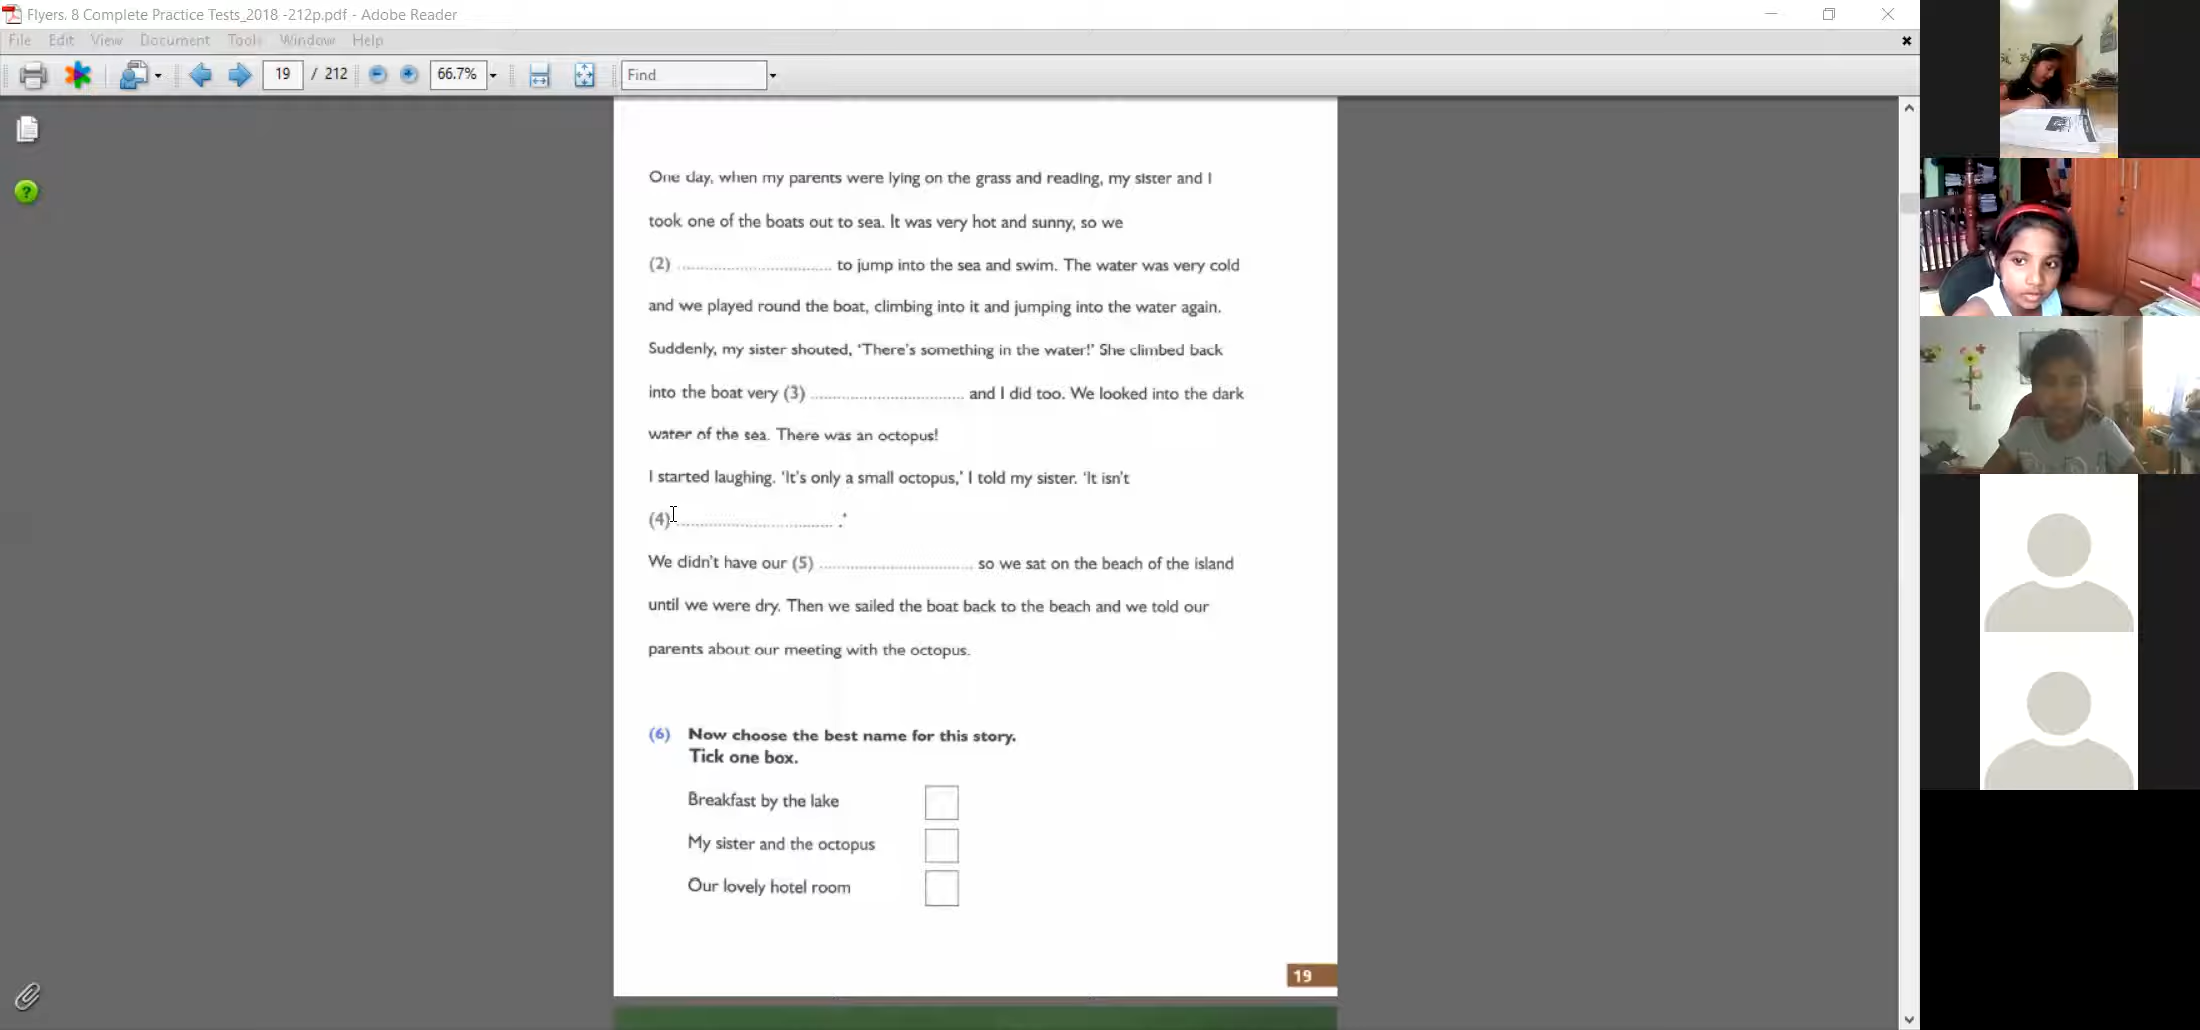 Flyers. 8 Complete Practice Tests_2018 -212p.pdf - Adobe Reader
File Edit View Document Tools Window Help
19 / 212 66.7% Find
One day, when my parents were lying on the grass and reading, my sister and I
took one of the boats out to sea. It was very hot and sunny, so we
(2) .................................. to jump into the sea and swim. The water was very cold
and we played round the boat, climbing into it and jumping into the water again.
Suddenly, my sister shouted, ‘There’s something in the water!’ She climbed back
into the boat very (3) .................................. and I did too. We looked into the dark
water of the sea. There was an octopus!
I started laughing. ‘It’s only a small octopus,’ I told my sister. ‘It isn’t
(4) .................................. .’
We didn’t have our (5) .................................. so we sat on the beach of the island
until we were dry. Then we sailed the boat back to the beach and we told our
parents about our meeting with the octopus.
(6) Now choose the best name for this story.
Tick one box.
Breakfast by the lake
My sister and the octopus
Our lovely hotel room
19